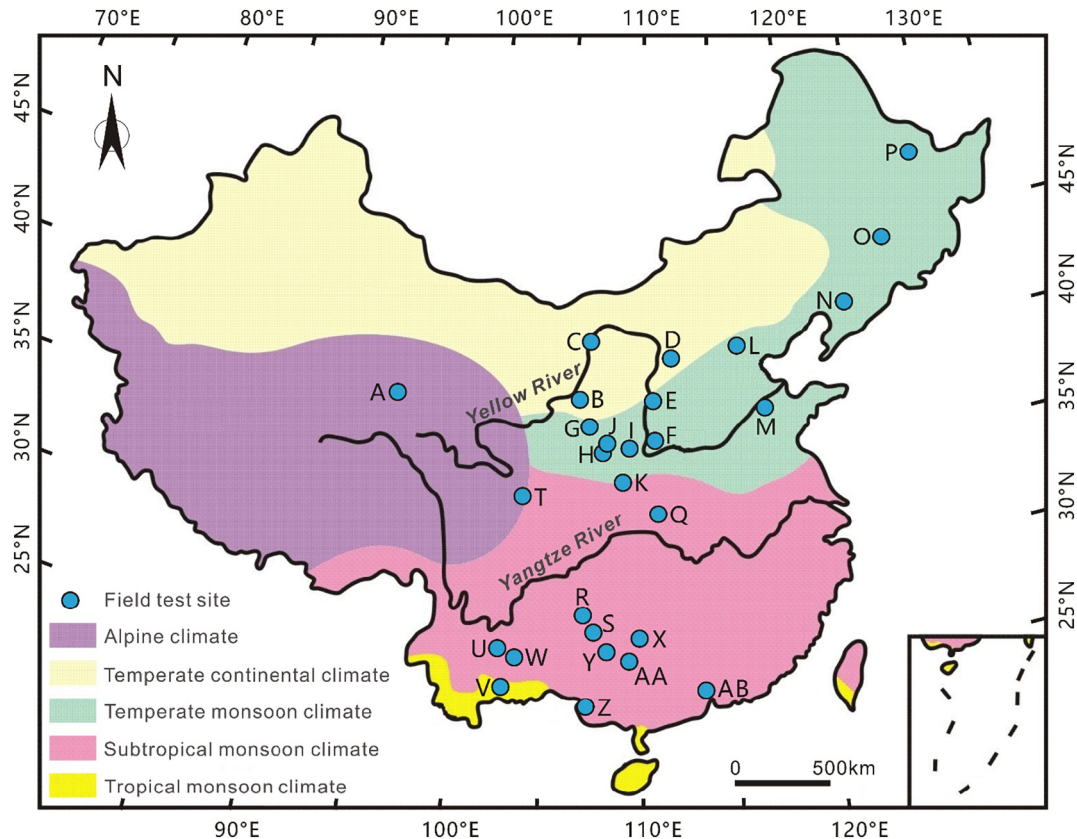 70°E 80°E 90°E 100°E 110°E 120°E 130°E
45°N
40°N
35°N
30°N
25°N
N
45°N
40°N
35°N
30°N
25°N
P
O
N
L
M
C
D
B
E
F
G
J
I
H
K
A
T
Q
R
S
X
U
W
Y
AA
V
Z
AB
Yellow River
Yangtze River
Field test site
Alpine climate
Temperate continental climate
Temperate monsoon climate
Subtropical monsoon climate
Tropical monsoon climate
0 500km
90°E 100°E 110°E 120°E